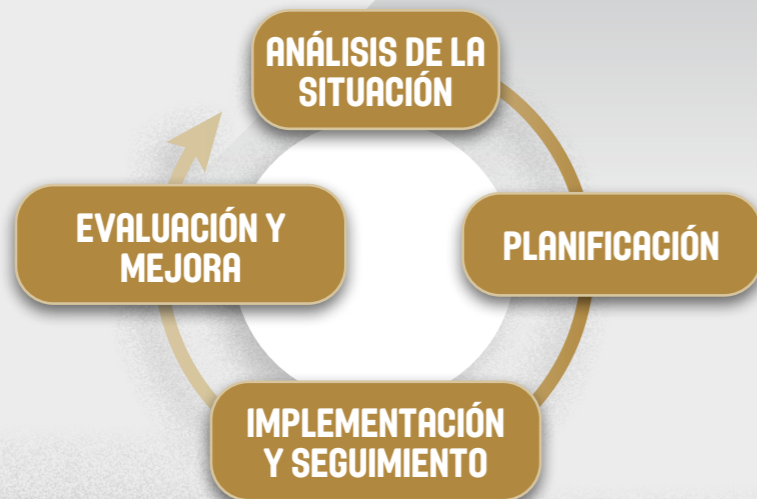 ANÁLISIS DE LA
SITUACIÓN
PLANIFICACIÓN
IMPLEMENTACIÓN
Y SEGUIMIENTO
EVALUACIÓN Y
MEJORA